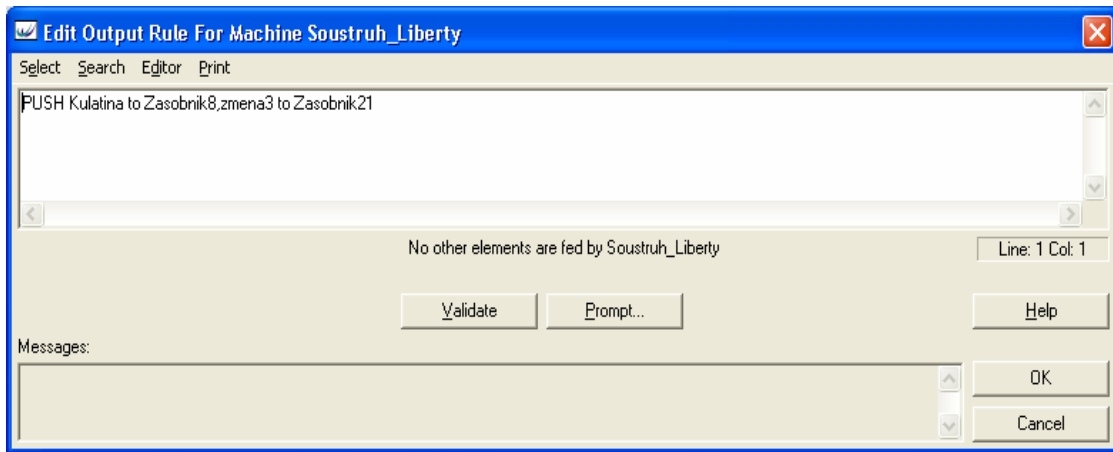 Edit Output Rule For Machine Soustruh_Liberty
Select Search Editor Print
PUSH Kulatina to Zasobnik8,zmena3 to Zasobnik21
No other elements are fed by Soustruh_Liberty
Line: 1 Col: 1
Validate Prompt... Help
Messages:
OK
Cancel